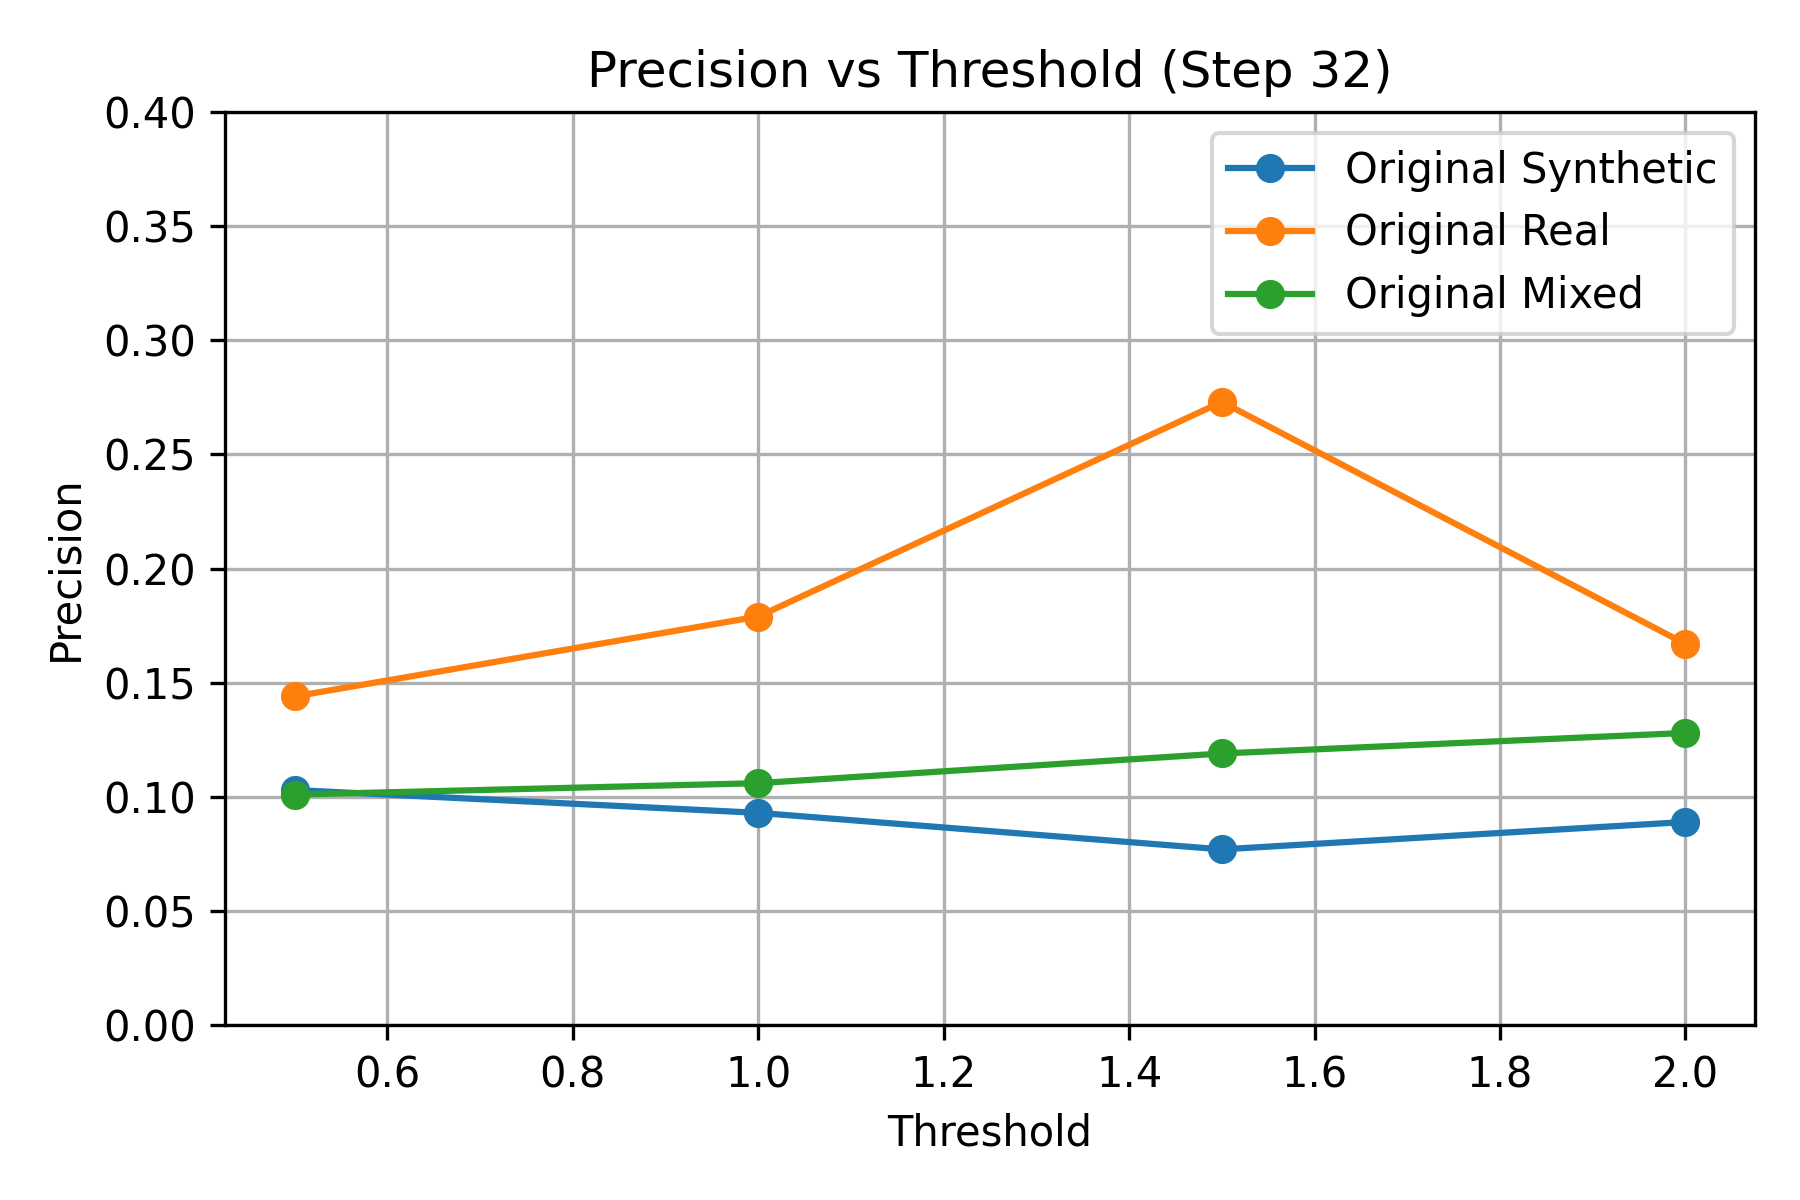 Precision vs Threshold (Step 32)
0.40
0.35
0.30
0.25
0.20
0.15
0.10
0.05
0.00
Precision
Original Synthetic
Original Real
Original Mixed
0.6 0.8 1.0 1.2 1.4 1.6 1.8 2.0
Threshold